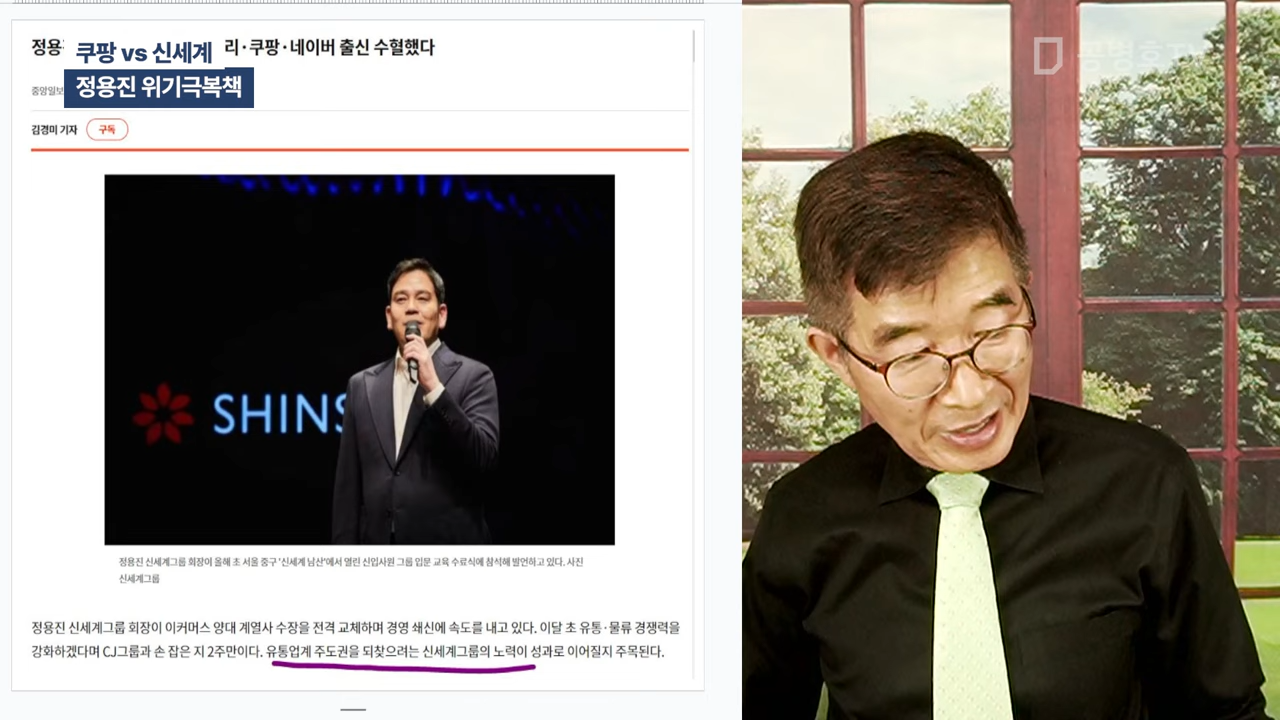 정용 리·쿠팡·네이버 출신 수혈했다
쿠팡 vs 신세계
정용진 위기극복책
중앙일보
김경미 기자 구독
SHINS
정용진 신세계그룹 회장이 올해 초 서울 중구 '신세계 남산'에서 열린 신입사원 그룹 입문 교육 수료식에 참석해 발언하고 있다. 사진
신세계그룹
정용진 신세계그룹 회장이 이커머스 양대 계열사 수장을 전격 교체하며 경영 쇄신에 속도를 내고 있다. 이달 초 유통·물류 경쟁력을
강화하겠다며 CJ그룹과 손 잡은 지 2주만이다. 유통업계 주도권을 되찾으려는 신세계그룹의 노력이 성과로 이어질지 주목된다.
공병호TV